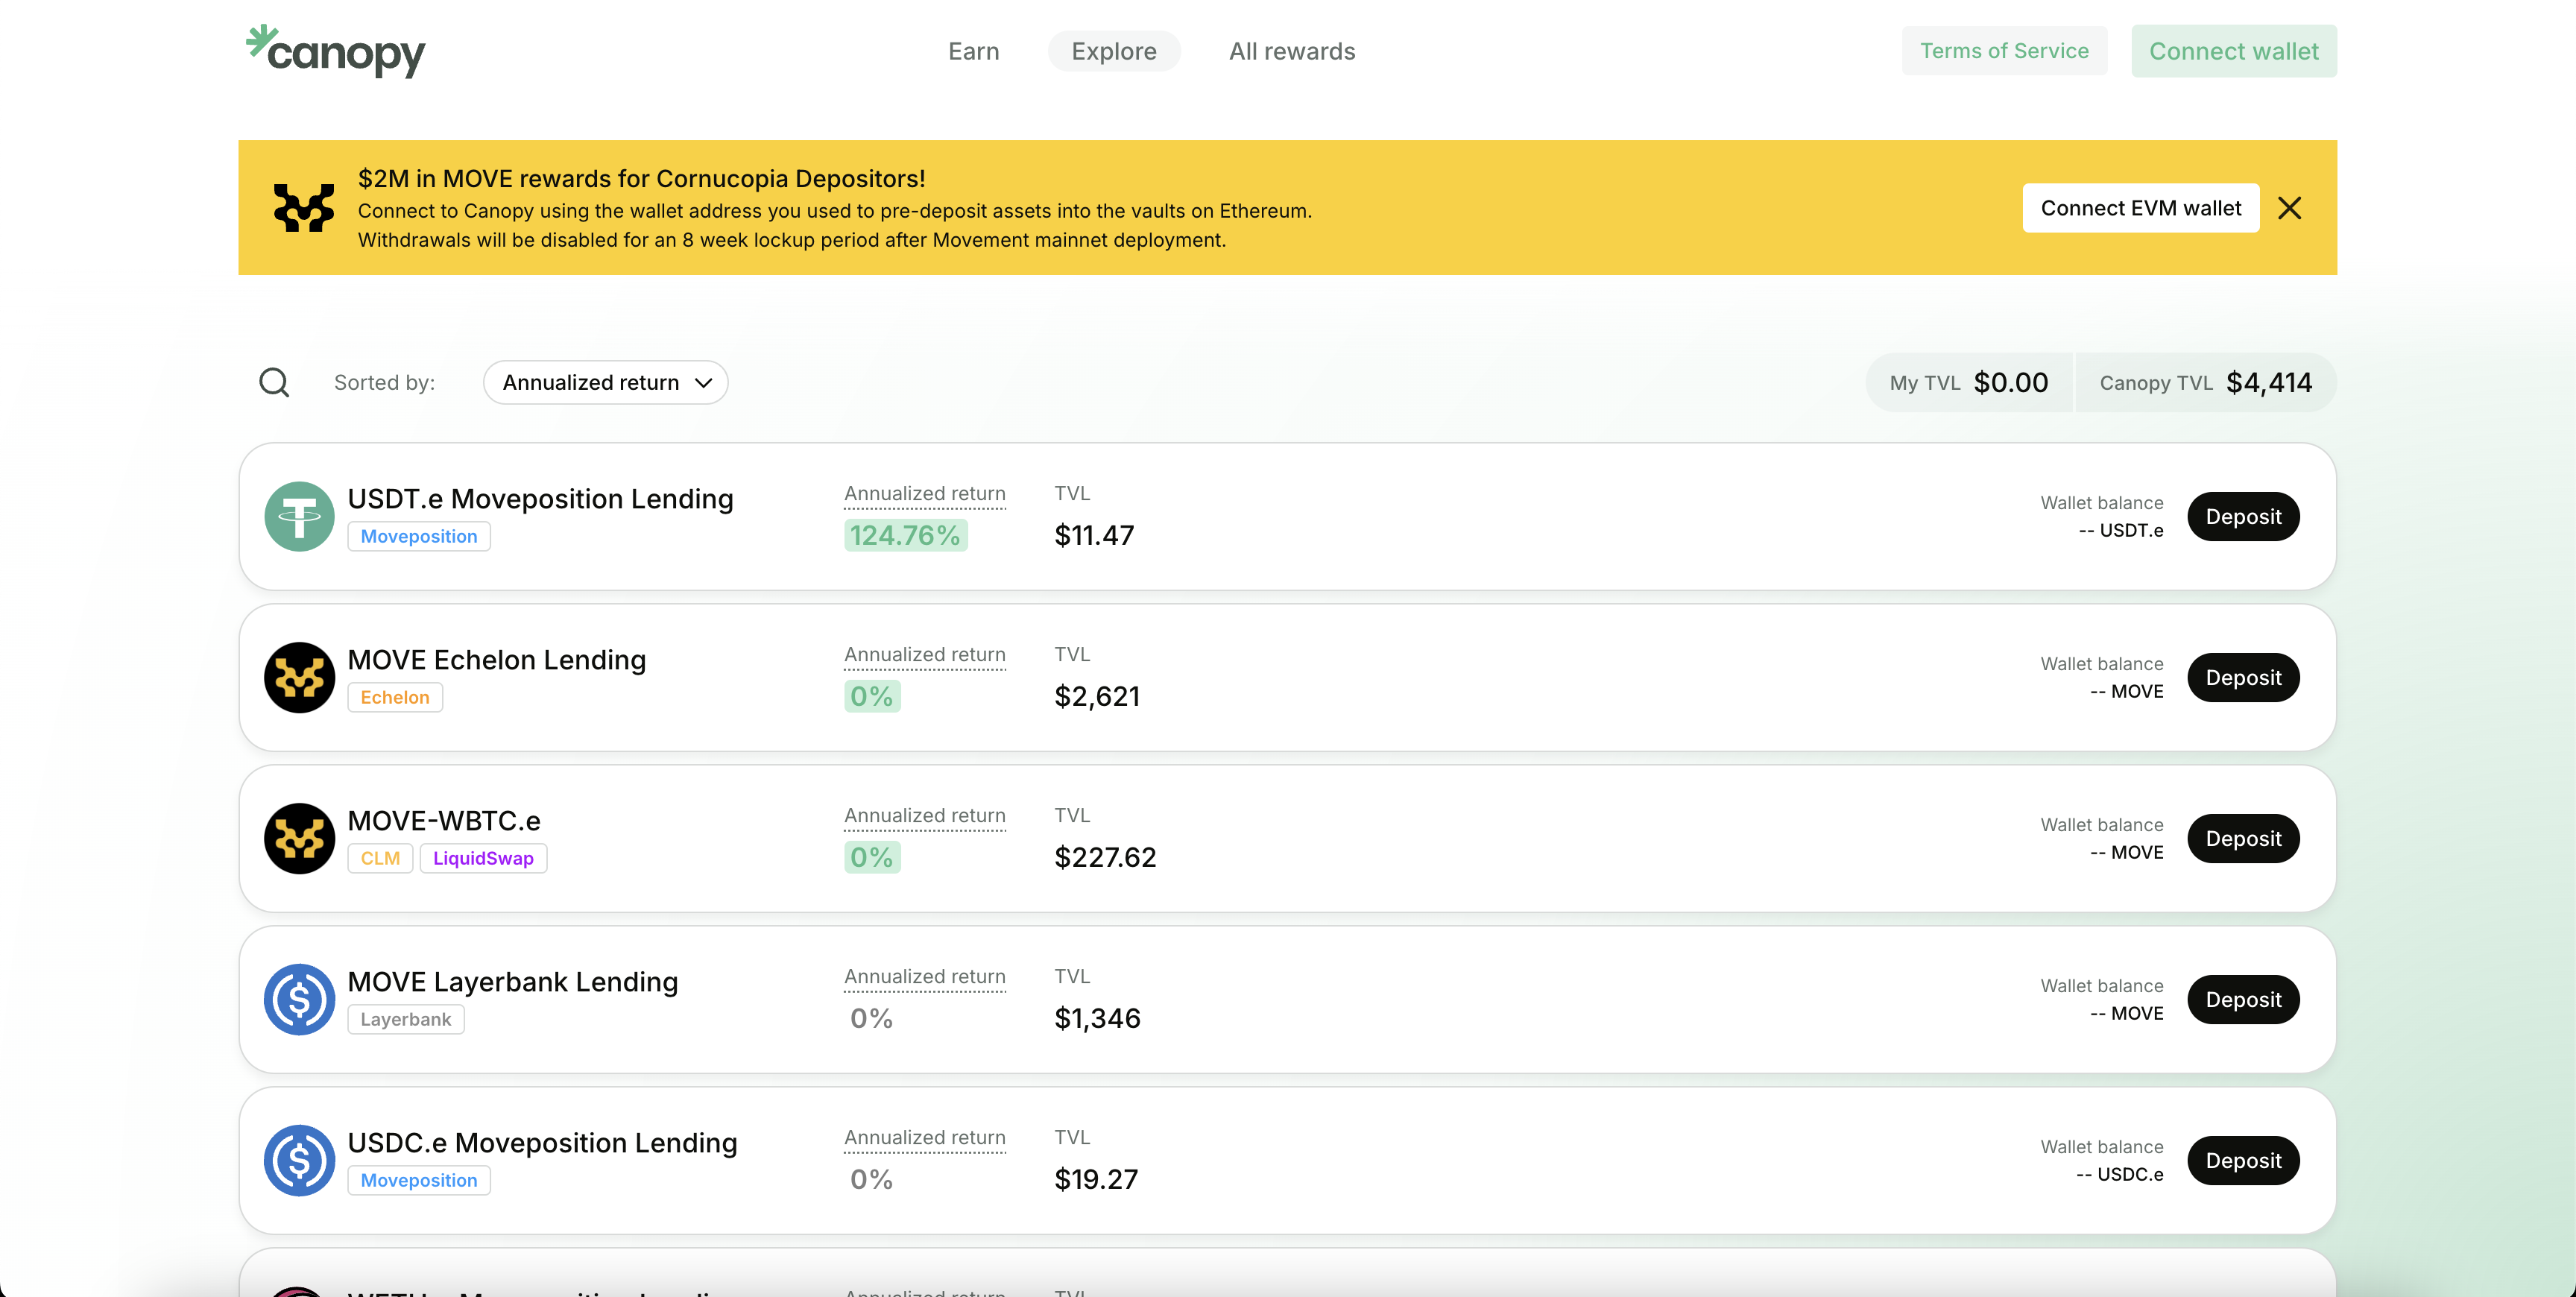 canopy
Earn
Explore
All rewards
Terms of Service
Connect wallet
$2M in MOVE rewards for Cornucopia Depositors!
Connect to Canopy using the wallet address you used to pre-deposit assets into the vaults on Ethereum.
Withdrawals will be disabled for an 8 week lockup period after Movement mainnet deployment.
Connect EVM wallet
Sorted by:
Annualized return
My TVL $0.00
Canopy TVL $4,414
USDT.e Moveposition Lending
Moveposition
Annualized return
124.76%
TVL
$11.47
Wallet balance
-- USDT.e
Deposit
MOVE Echelon Lending
Echelon
Annualized return
0%
TVL
$2,621
Wallet balance
-- MOVE
Deposit
MOVE-WBTC.e
CLM
LiquidSwap
Annualized return
0%
TVL
$227.62
Wallet balance
-- MOVE
Deposit
MOVE Layerbank Lending
Layerbank
Annualized return
0%
TVL
$1,346
Wallet balance
-- MOVE
Deposit
USDC.e Moveposition Lending
Moveposition
Annualized return
0%
TVL
$19.27
Wallet balance
-- USDC.e
Deposit
Annualized return
TVL